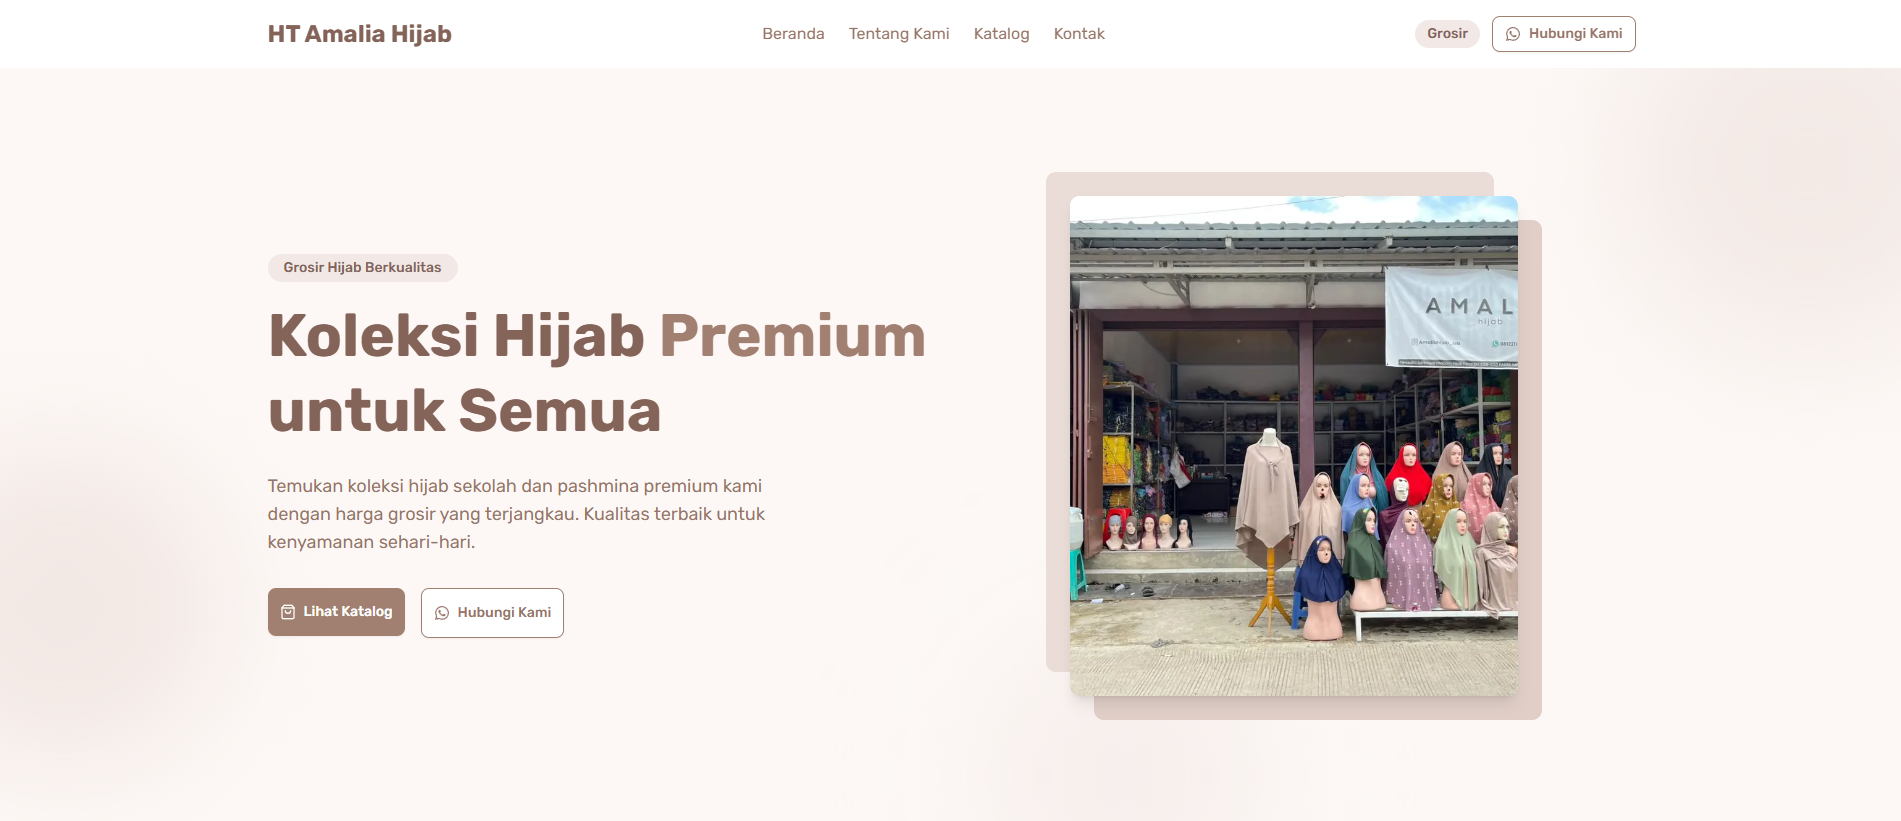 HT Amalia Hijab
Beranda
Tentang Kami
Katalog
Kontak
Grosir
Hubungi Kami
Grosir Hijab Berkualitas
Koleksi Hijab Premium
untuk Semua
Temukan koleksi hijab sekolah dan pashmina premium kami
dengan harga grosir yang terjangkau. Kualitas terbaik untuk
kenyamanan sehari-hari.
Lihat Katalog
Hubungi Kami
AMAL
hijab